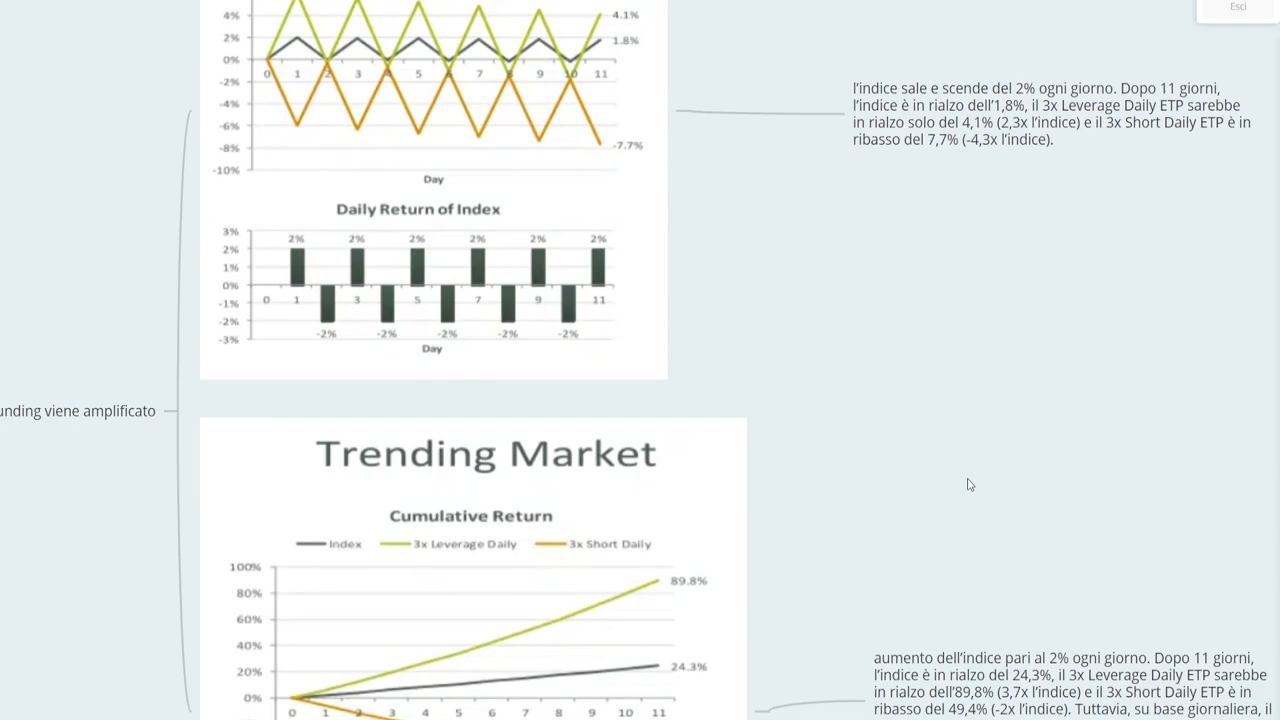 Esci
4%
2%
0%
-2%
-4%
-6%
-8%
-10%
0 1 2 3 4 5 6 7 8 9 10 11
4.1%
1.8%
-7.7%
Day
Daily Return of Index
3%
2%
1%
0%
-1%
-2%
-3%
2% 2% 2% 2% 2% 2%
0 1 3 5 7 9 11
-2% -2% -2% -2% -2%
Day
l'indice sale e scende del 2% ogni giorno. Dopo 11 giorni,
l'indice è in rialzo dell'1,8%, il 3x Leverage Daily ETP sarebbe
in rialzo solo del 4,1% (2,3x l'indice) e il 3x Short Daily ETP è in
ribasso del 7,7% (-4,3x l'indice).
unding viene amplificato
Trending Market
Cumulative Return
Index 3x Leverage Daily 3x Short Daily
100%
80%
60%
40%
20%
0%
89.8%
24.3%
0 1 2 3 4 5 6 7 8 9 10 11
aumento dell'indice pari al 2% ogni giorno. Dopo 11 giorni,
l'indice è in rialzo del 24,3%, il 3x Leverage Daily ETP sarebbe
in rialzo dell'89,8% (3,7x l'indice) e il 3x Short Daily ETP è in
ribasso del 49,4% (-2x l'indice). Tuttavia, su base giornaliera, il